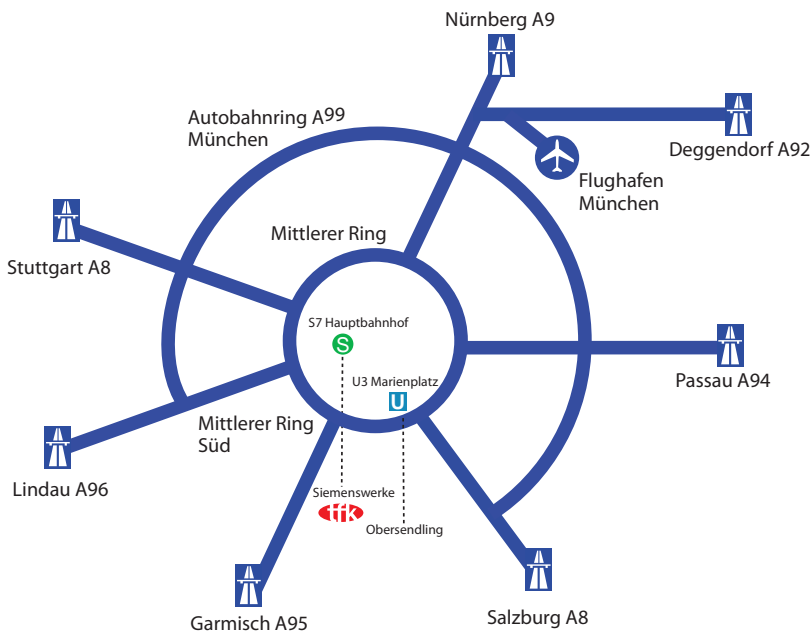 Nürnberg A9
Autobahnring A99
München
Deggendorf A92
Flughafen
München
Mittlerer Ring
Stuttgart A8
S7 Hauptbahnhof
S
U3 Marienplatz
U
Passau A94
Mittlerer Ring
Süd
Lindau A96
Siemenswerke
tfk
Obersendling
Garmisch A95
Salzburg A8